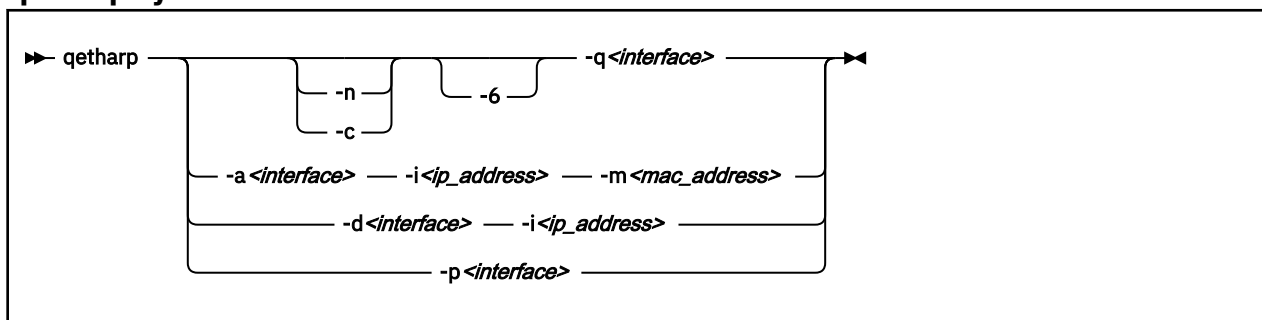 qetharp -q<interface>
-n -6
-c
-a<interface> -i<ip_address> -m<mac_address>
-d<interface> -i<ip_address>
-p<interface>